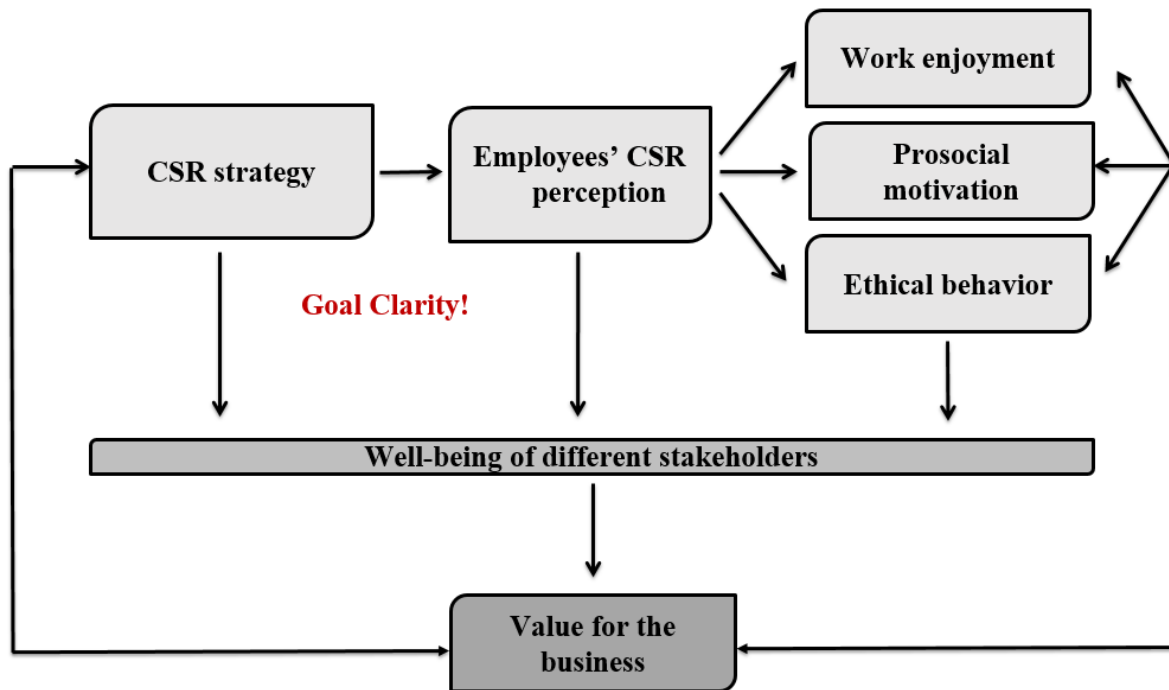 Work enjoyment
CSR strategy
Employees’ CSR
perception
Prosocial
motivation
Ethical behavior
Goal Clarity!
Well-being of different stakeholders
Value for the
business